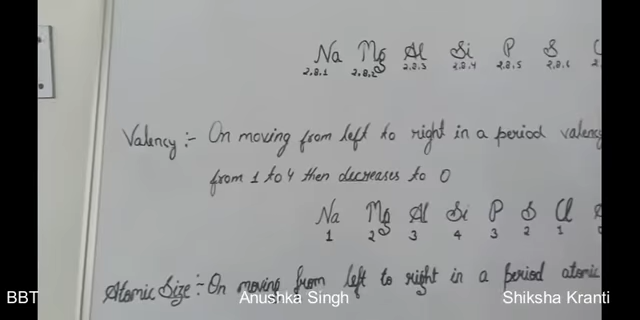 Na Mg Al Si P S
2,8,1 2,8,2 2,8,3 2,8,4 2,8,5 2,8,6
Valency :- On moving from left to right in a period valency
from 1 to 4 then decreases to 0
Na Mg Al Si P S Cl
1 2 3 4 3 2 1
Atomic Size :- On moving from left to right in a period atomic
BBT Anushka Singh Shiksha Kranti